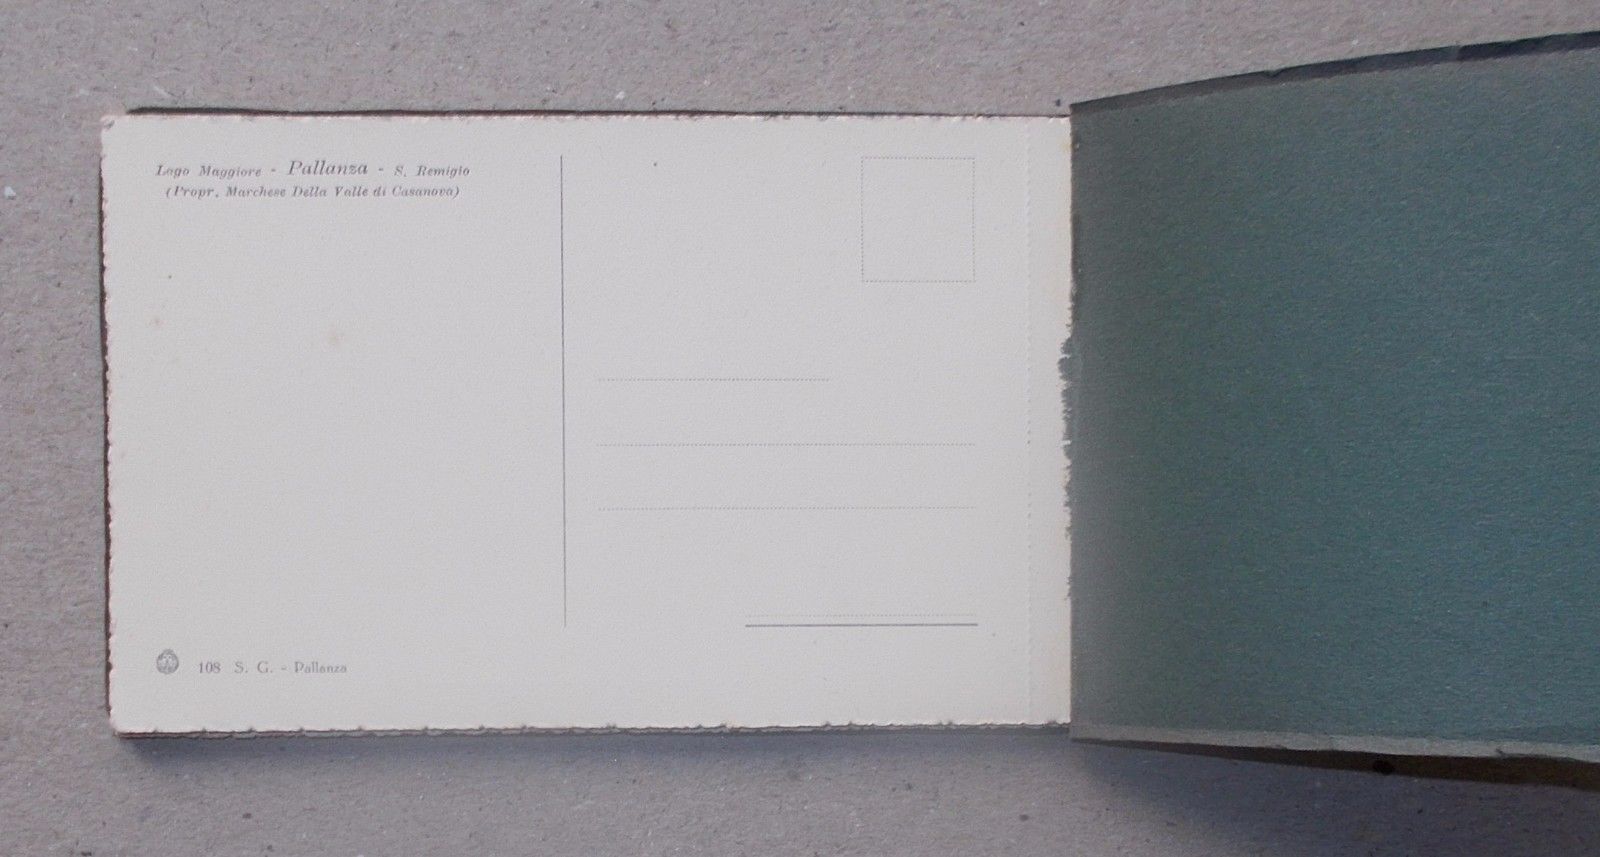 Lago Maggiore - Pallanza - S. Remigio
(Propr. Marchese Della Valle di Casanova)
108 S. G. - Pallanza